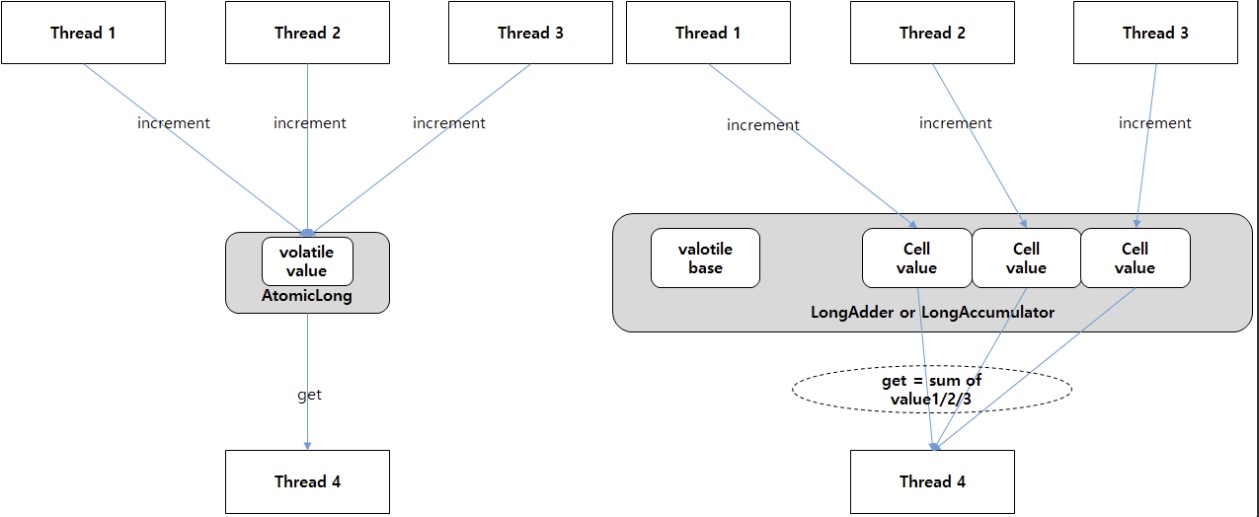 Thread 1
Thread 2
Thread 3
Thread 1
Thread 2
Thread 3
increment
increment
increment
increment
increment
increment
volatile
value
AtomicLong
valotile
base
Cell
value
Cell
value
Cell
value
LongAdder or LongAccumulator
get
get = sum of
value1/2/3
Thread 4
Thread 4